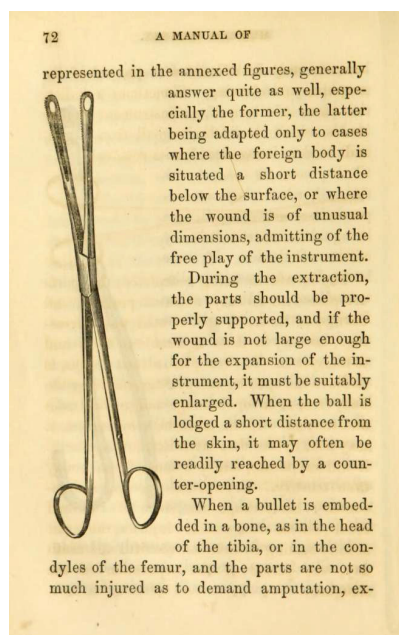 72 A MANUAL OF
represented in the annexed figures, generally
answer quite as well, espe-
cially the former, the latter
being adapted only to cases
where the foreign body is
situated a short distance
below the surface, or where
the wound is of unusual
dimensions, admitting of the
free play of the instrument.
During the extraction,
the parts should be pro-
perly supported, and if the
wound is not large enough
for the expansion of the in-
strument, it must be suitably
enlarged. When the ball is
lodged a short distance from
the skin, it may often be
readily reached by a coun-
ter-opening.
When a bullet is embed-
ded in a bone, as in the head
of the tibia, or in the con-
dyles of the femur, and the parts are not so
much injured as to demand amputation, ex-